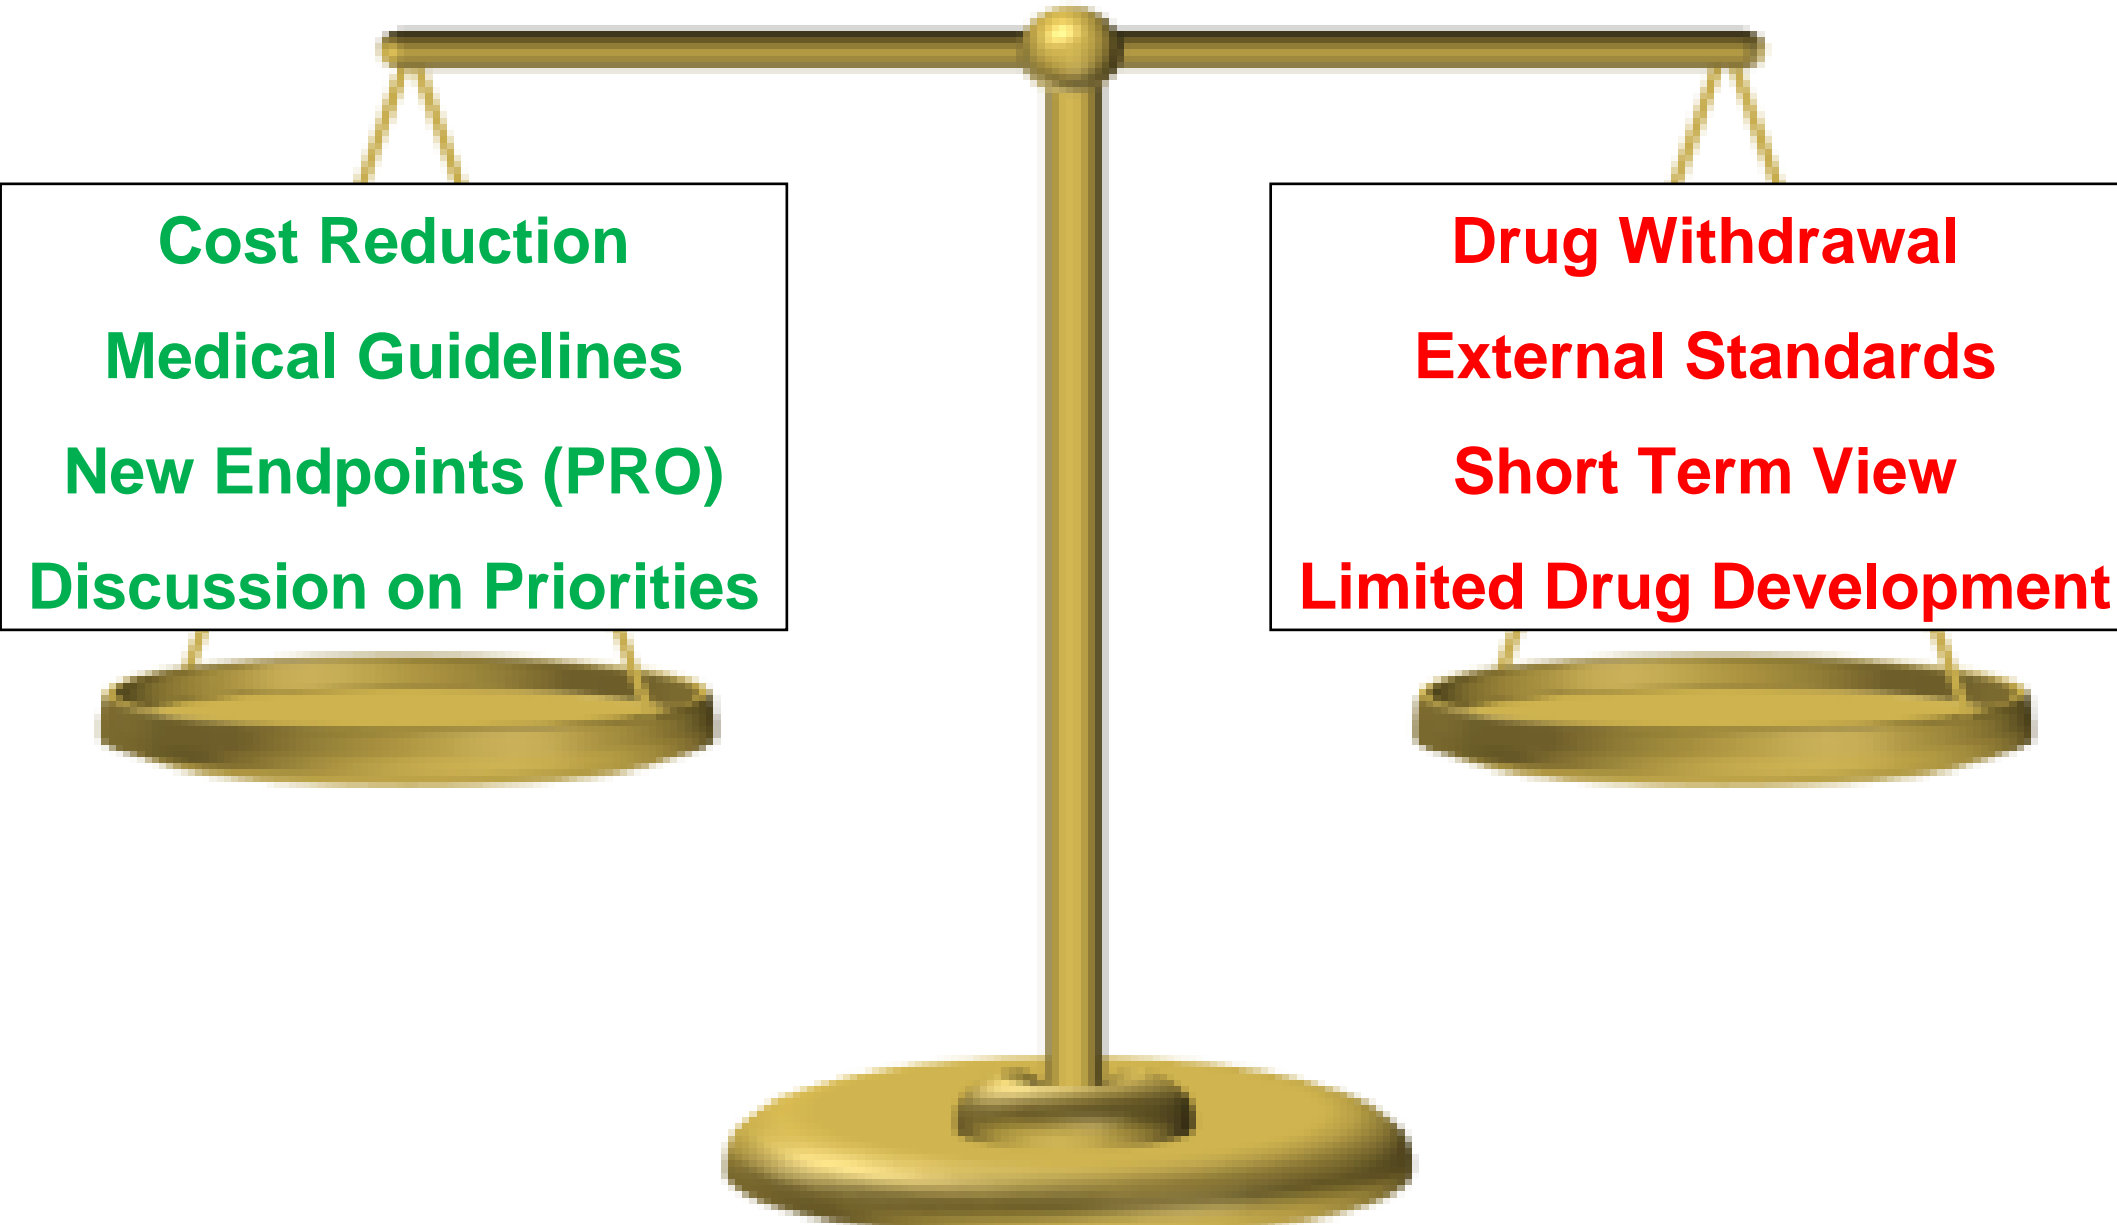 Cost Reduction
Medical Guidelines
New Endpoints (PRO)
Discussion on Priorities
Drug Withdrawal
External Standards
Short Term View
Limited Drug Development